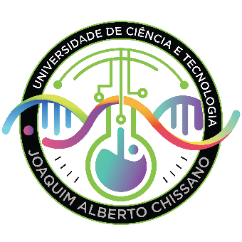 UNIVERSIDADE DE CIÊNCIA E TECNOLOGIA
JOAQUIM ALBERTO CHISSANO